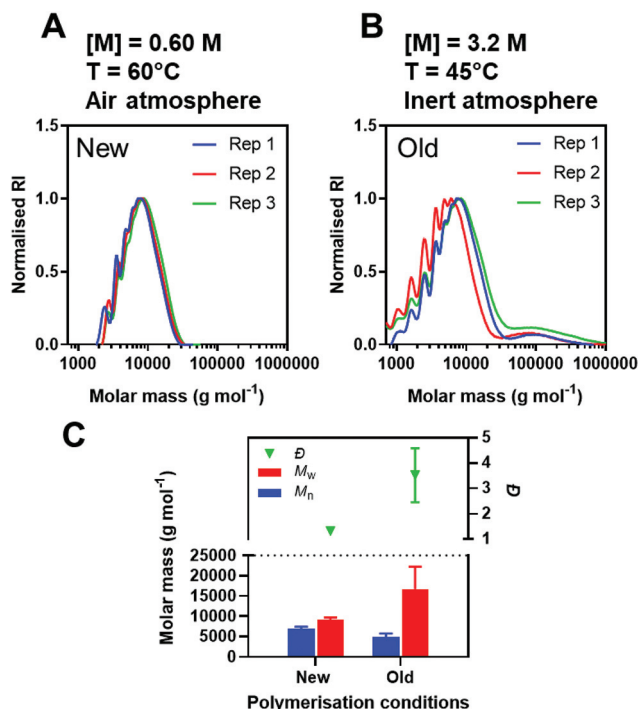 A
[M] = 0.60 M
T = 60°C
Air atmosphere
New
Rep 1
Rep 2
Rep 3
1.5
1.0
0.5
0.0
Normalised RI
1000 10000 100000 1000000
Molar mass (g mol⁻¹)
B
[M] = 3.2 M
T = 45°C
Inert atmosphere
Old
Rep 1
Rep 2
Rep 3
1.5
1.0
0.5
0.0
Normalised RI
1000 10000 100000 1000000
Molar mass (g mol⁻¹)
C
Đ
Mw
Mn
5
4
3
2
1
Đ
25000
20000
15000
10000
5000
0
Molar mass (g mol⁻¹)
New Old
Polymerisation conditions